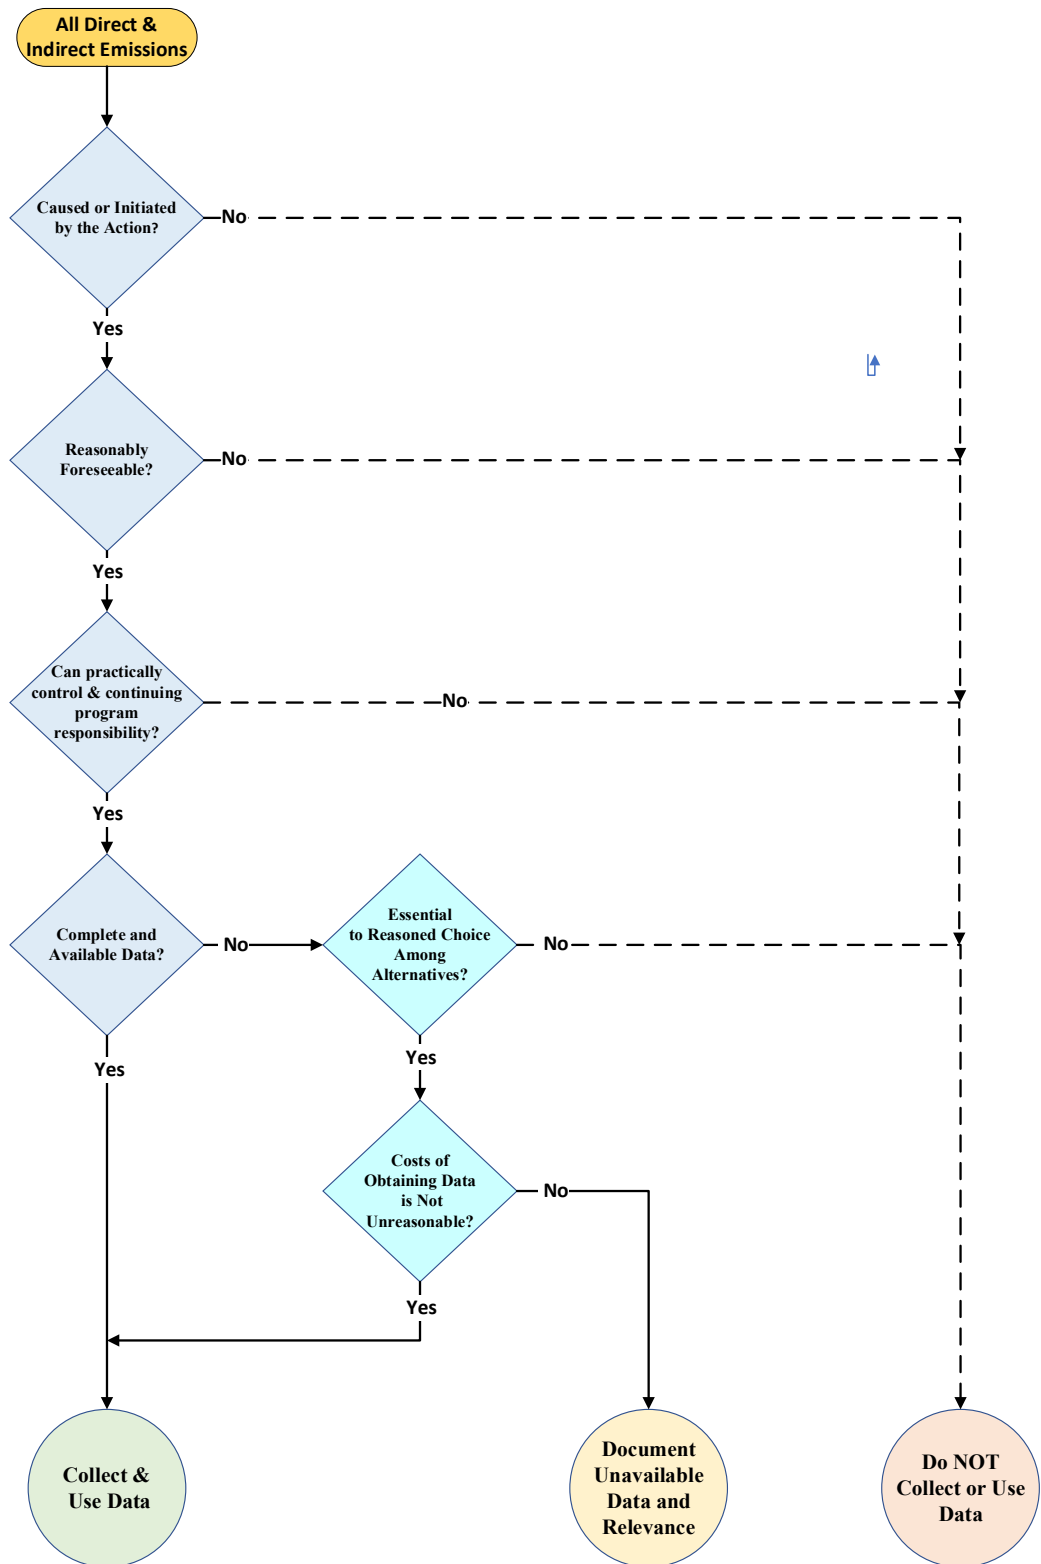 All Direct &
Indirect Emissions
Caused or Initiated
by the Action?
No
Yes
Reasonably
Foreseeable?
No
Yes
Can practically
control & continuing
program
responsibility?
No
Yes
Complete and
Available Data?
No
Essential
to Reasoned Choice
Among
Alternatives?
No
Yes
Yes
Costs of
Obtaining Data
is Not
Unreasonable?
No
Yes
Collect &
Use Data
Document
Unavailable
Data and
Relevance
Do NOT
Collect or Use
Data